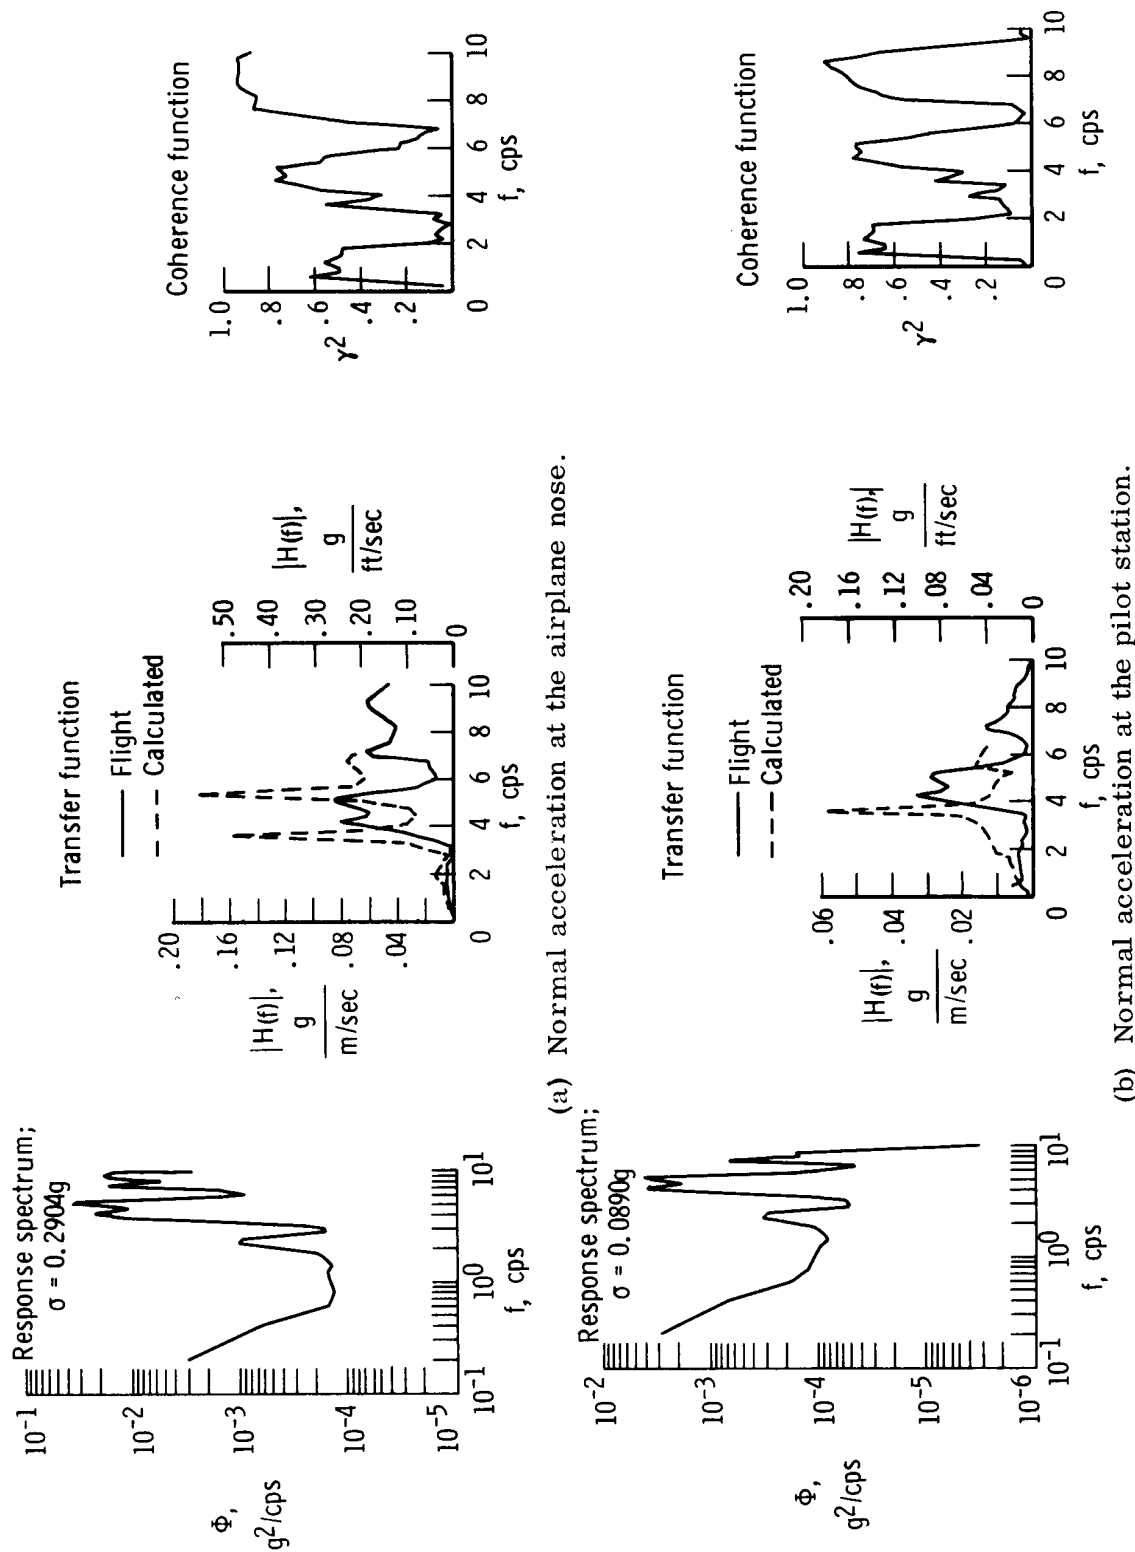 Response spectrum;
σ = 0.2904g
10⁻¹
10⁻²
10⁻³
10⁻⁴
10⁻⁵
Φ,
g²/cps
10⁻¹
10⁰
10¹
f, cps
Transfer function
Flight
Calculated
.20
.16
.12
.08
.04
|H(f)|,
g
m/sec
0
2
4
6
8
10
f, cps
.50
.40
.30
.20
.10
0
|H(f)|,
g
ft/sec
Coherence function
1.0
.8
.6
.4
.2
γ²
0
2
4
6
8
10
f, cps
(a) Normal acceleration at the airplane nose.
Response spectrum;
σ = 0.0890g
10⁻²
10⁻³
10⁻⁴
10⁻⁵
10⁻⁶
Φ,
g²/cps
10⁻¹
10⁰
10¹
f, cps
Transfer function
Flight
Calculated
.06
.04
.02
|H(f)|,
g
m/sec
0
2
4
6
8
10
f, cps
.20
.16
.12
.08
.04
0
|H(f),|
g
ft/sec
Coherence function
1.0
.8
.6
.4
.2
γ²
0
2
4
6
8
10
f, cps
(b) Normal acceleration at the pilot station.